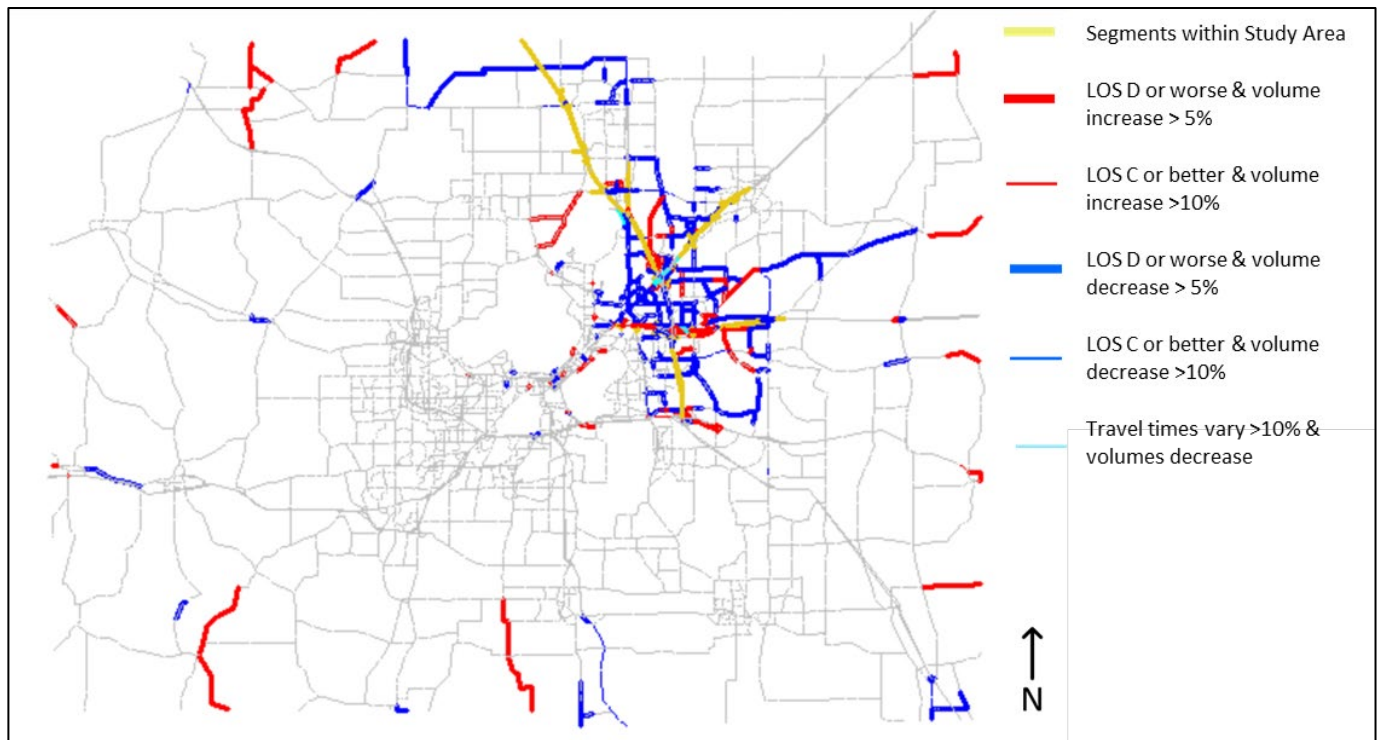 Segments within Study Area
LOS D or worse & volume
increase > 5%
LOS C or better & volume
increase >10%
LOS D or worse & volume
decrease > 5%
LOS C or better & volume
decrease >10%
Travel times vary >10% &
volumes decrease
N